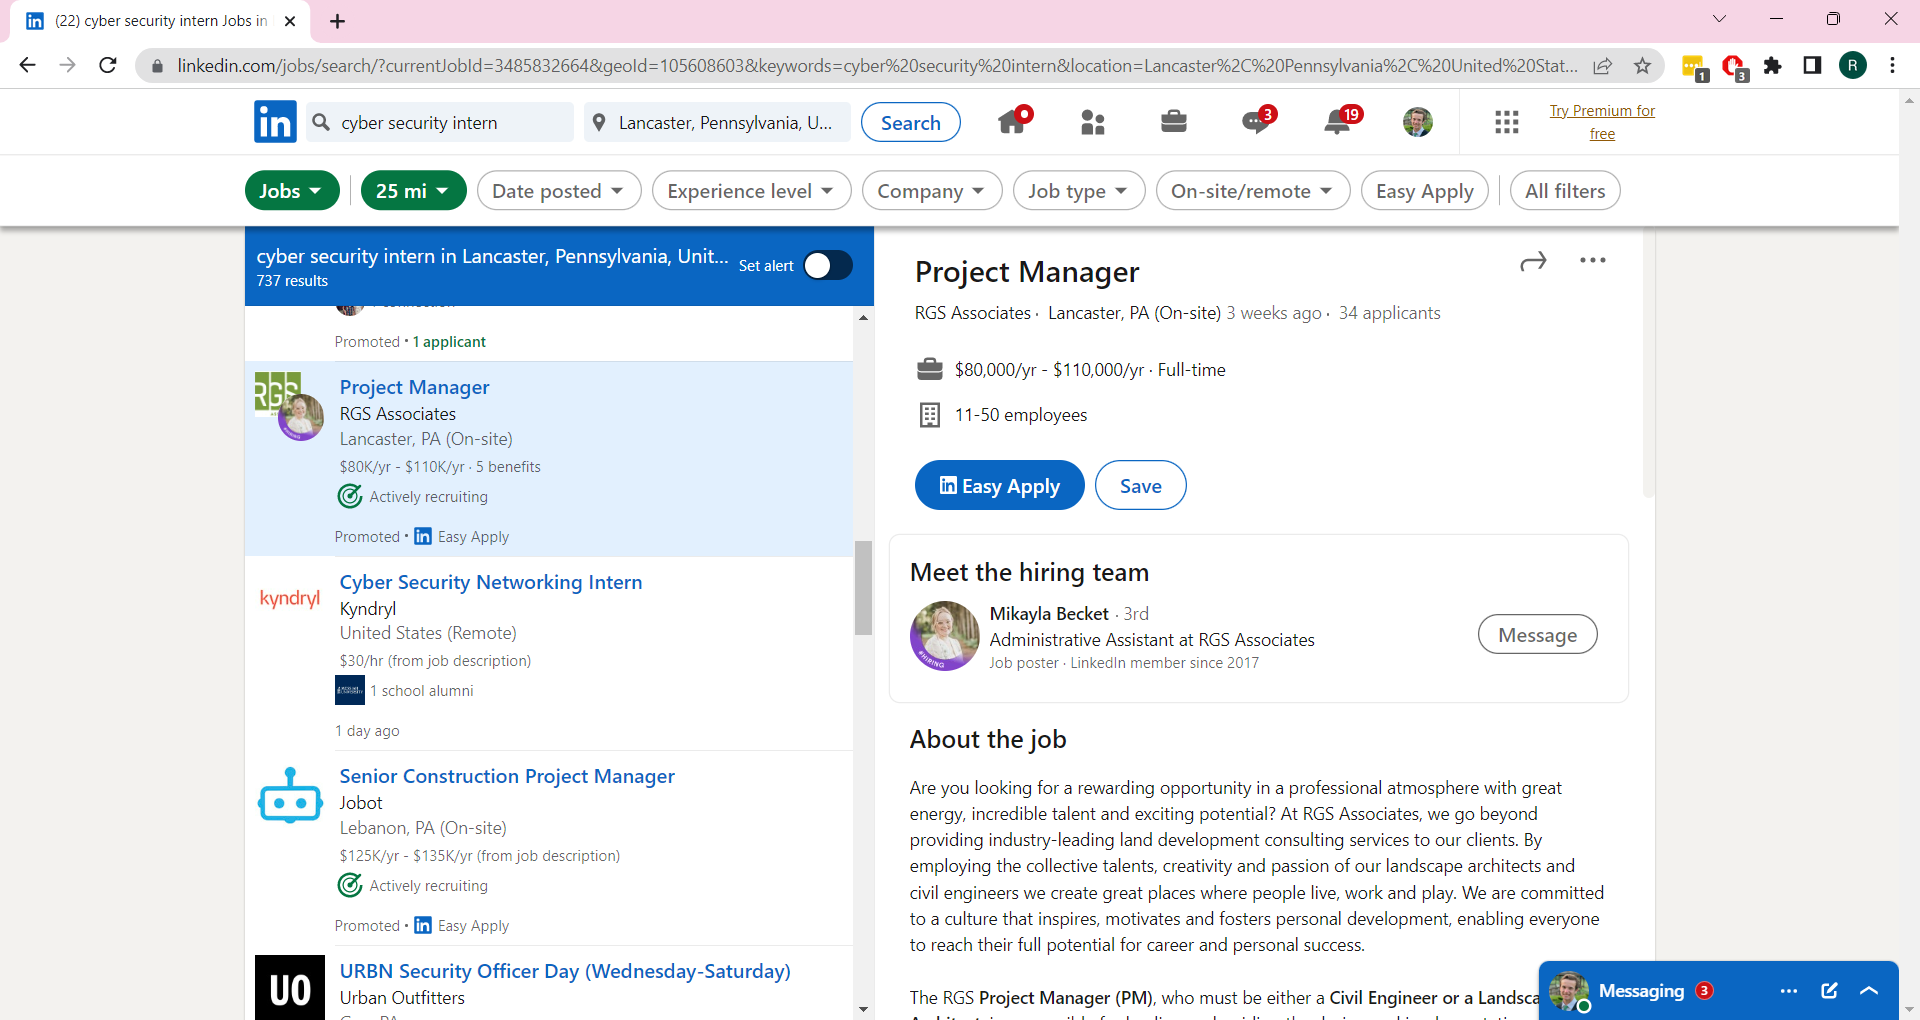 (22) cyber security intern Jobs in
linkedin.com/jobs/search/?currentJobId=3485832664&geoId=105608603&keywords=cyber%20security%20intern&location=Lancaster%2C%20Pennsylvania%2C%20United%20Stat...
1
3
R
in
cyber security intern
Lancaster, Pennsylvania, U...
Search
3
19
Try Premium for
free
Jobs
25 mi
Date posted
Experience level
Company
Job type
On-site/remote
Easy Apply
All filters
cyber security intern in Lancaster, Pennsylvania, Unit...
737 results
Set alert
Promoted · 1 applicant
RGS
Project Manager
RGS Associates
Lancaster, PA (On-site)
$80K/yr - $110K/yr · 5 benefits
Actively recruiting
Promoted · in Easy Apply
kyndryl
Cyber Security Networking Intern
Kyndryl
United States (Remote)
$30/hr (from job description)
1 school alumni
1 day ago
Senior Construction Project Manager
Jobot
Lebanon, PA (On-site)
$125K/yr - $135K/yr (from job description)
Actively recruiting
Promoted · in Easy Apply
UO
URBN Security Officer Day (Wednesday-Saturday)
Urban Outfitters
Project Manager
RGS Associates · Lancaster, PA (On-site) 3 weeks ago · 34 applicants
$80,000/yr - $110,000/yr · Full-time
11-50 employees
in Easy Apply
Save
Meet the hiring team
#HIRING
Mikayla Becket · 3rd
Administrative Assistant at RGS Associates
Job poster · LinkedIn member since 2017
Message
About the job
Are you looking for a rewarding opportunity in a professional atmosphere with great
energy, incredible talent and exciting potential? At RGS Associates, we go beyond
providing industry-leading land development consulting services to our clients. By
employing the collective talents, creativity and passion of our landscape architects and
civil engineers we create great places where people live, work and play. We are committed
to a culture that inspires, motivates and fosters personal development, enabling everyone
to reach their full potential for career and personal success.
The RGS Project Manager (PM), who must be either a Civil Engineer or a Landsca
Messaging 3